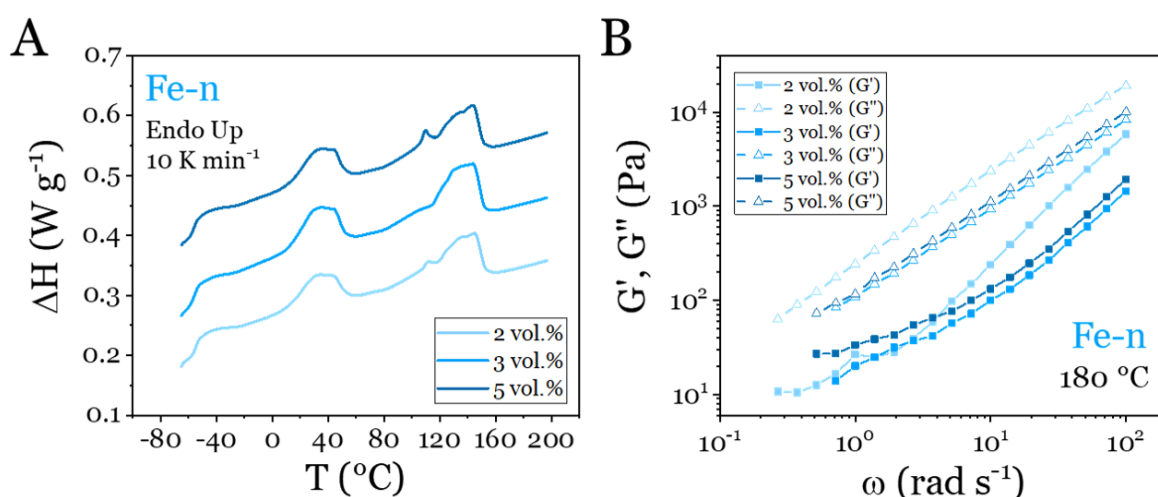 A
ΔH (W g⁻¹)
0.7
0.6
0.5
0.4
0.3
0.2
0.1
Fe-n
Endo Up
10 K min⁻¹
2 vol.%
3 vol.%
5 vol.%
-80 -40 0 40 80 120 160 200
T (°C)
B
G', G" (Pa)
10⁴
10³
10²
10¹
2 vol.% (G')
2 vol.% (G")
3 vol.% (G')
3 vol.% (G")
5 vol.% (G')
5 vol.% (G")
Fe-n
180 °C
10⁻¹ 10⁰ 10¹ 10²
ω (rad s⁻¹)